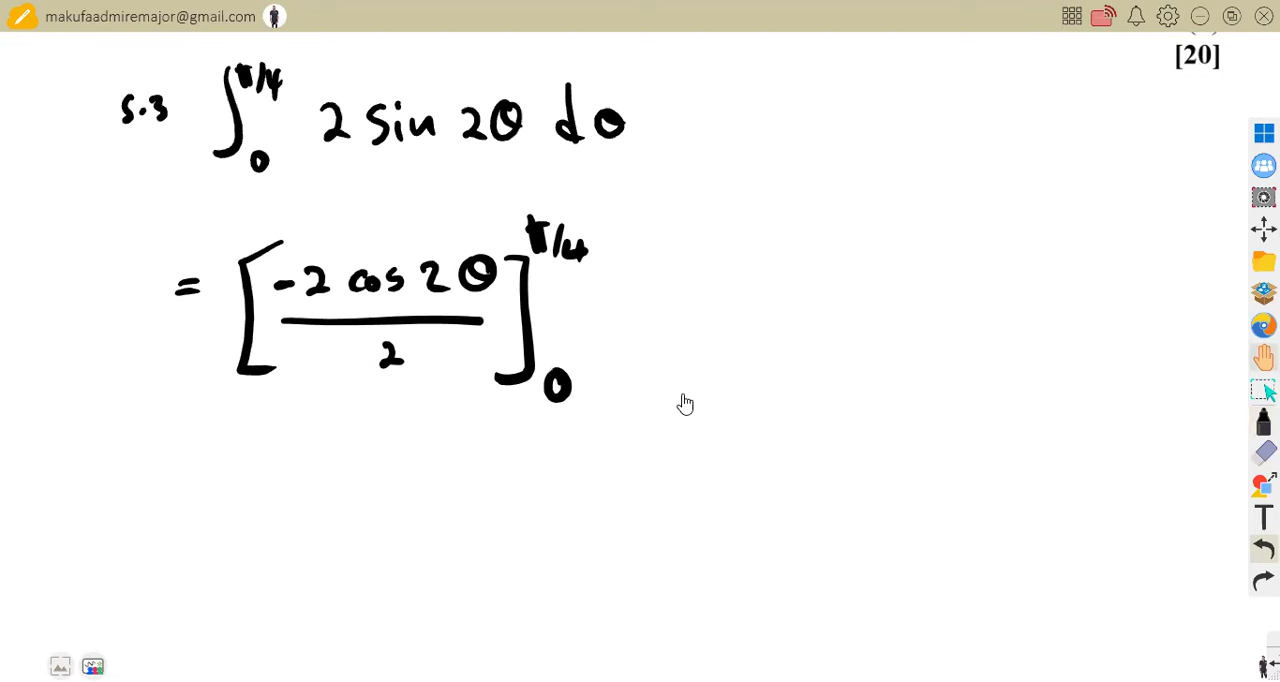 makufaadmiremajor@gmail.com
[20]
5.3 ∫₀^π/4 2 sin 2θ dθ
= [-2 cos 2θ / 2]₀^π/4
T